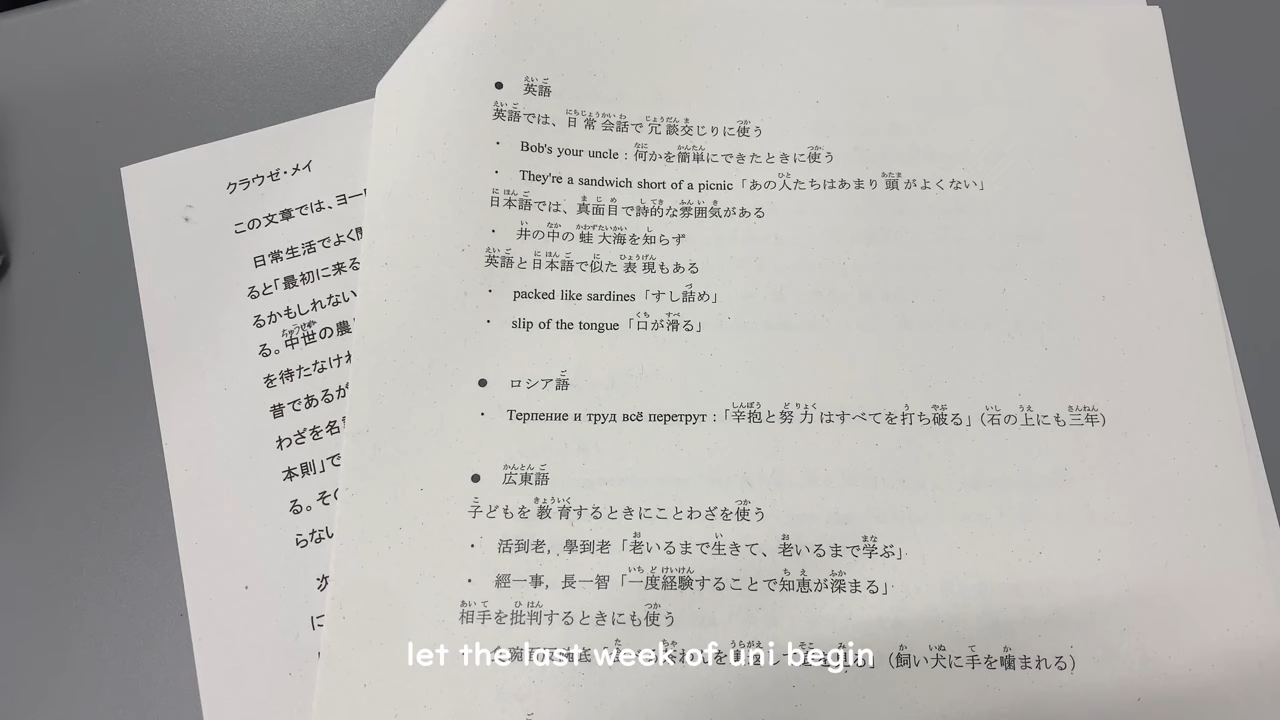 クラウゼ・メイ
この文章では、ヨー
日常生活でよく
ると「最初に来る
るかもしれない
る。中世の農
を待たなけれ
昔であるが
わざを名
本則」で
る。そ
らない
次
に
● 英語
英語では、日常会話で冗談交じりに使う
・ Bob's your uncle : 何かを簡単にできたときに使う
・ They're a sandwich short of a picnic「あの人たちはあまり頭がよくない」
日本語では、真面目で詩的な雰囲気がある
・ 井の中の蛙大海を知らず
英語と日本語で似た表現もある
・ packed like sardines「すし詰め」
・ slip of the tongue「口が滑る」
● ロシア語
・ Терпение и труд всё перетрут : 「辛抱と努力はすべてを打ち破る」(石の上にも三年)
● 広東語
子どもを教育するときにことわざを使う
・ 活到老，學到老「老いるまで生きて、老いるまで学ぶ」
・ 經一事，長一智「一度経験することで知恵が深まる」
相手を批判するときにも使う
(飼い犬に手を噛まれる)
let the last week of uni begin